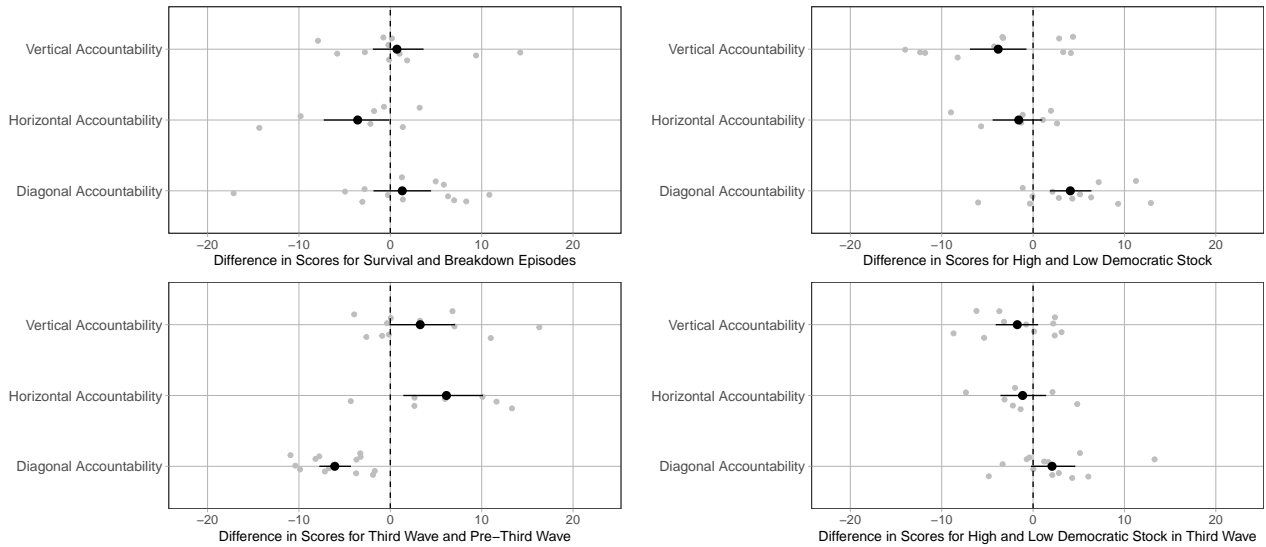 Vertical Accountability
Horizontal Accountability
Diagonal Accountability
−20 −10 0 10 20
Difference in Scores for Survival and Breakdown Episodes
Vertical Accountability
Horizontal Accountability
Diagonal Accountability
−20 −10 0 10 20
Difference in Scores for High and Low Democratic Stock
Vertical Accountability
Horizontal Accountability
Diagonal Accountability
−20 −10 0 10 20
Difference in Scores for Third Wave and Pre−Third Wave
Vertical Accountability
Horizontal Accountability
Diagonal Accountability
−20 −10 0 10 20
Difference in Scores for High and Low Democratic Stock in Third Wave